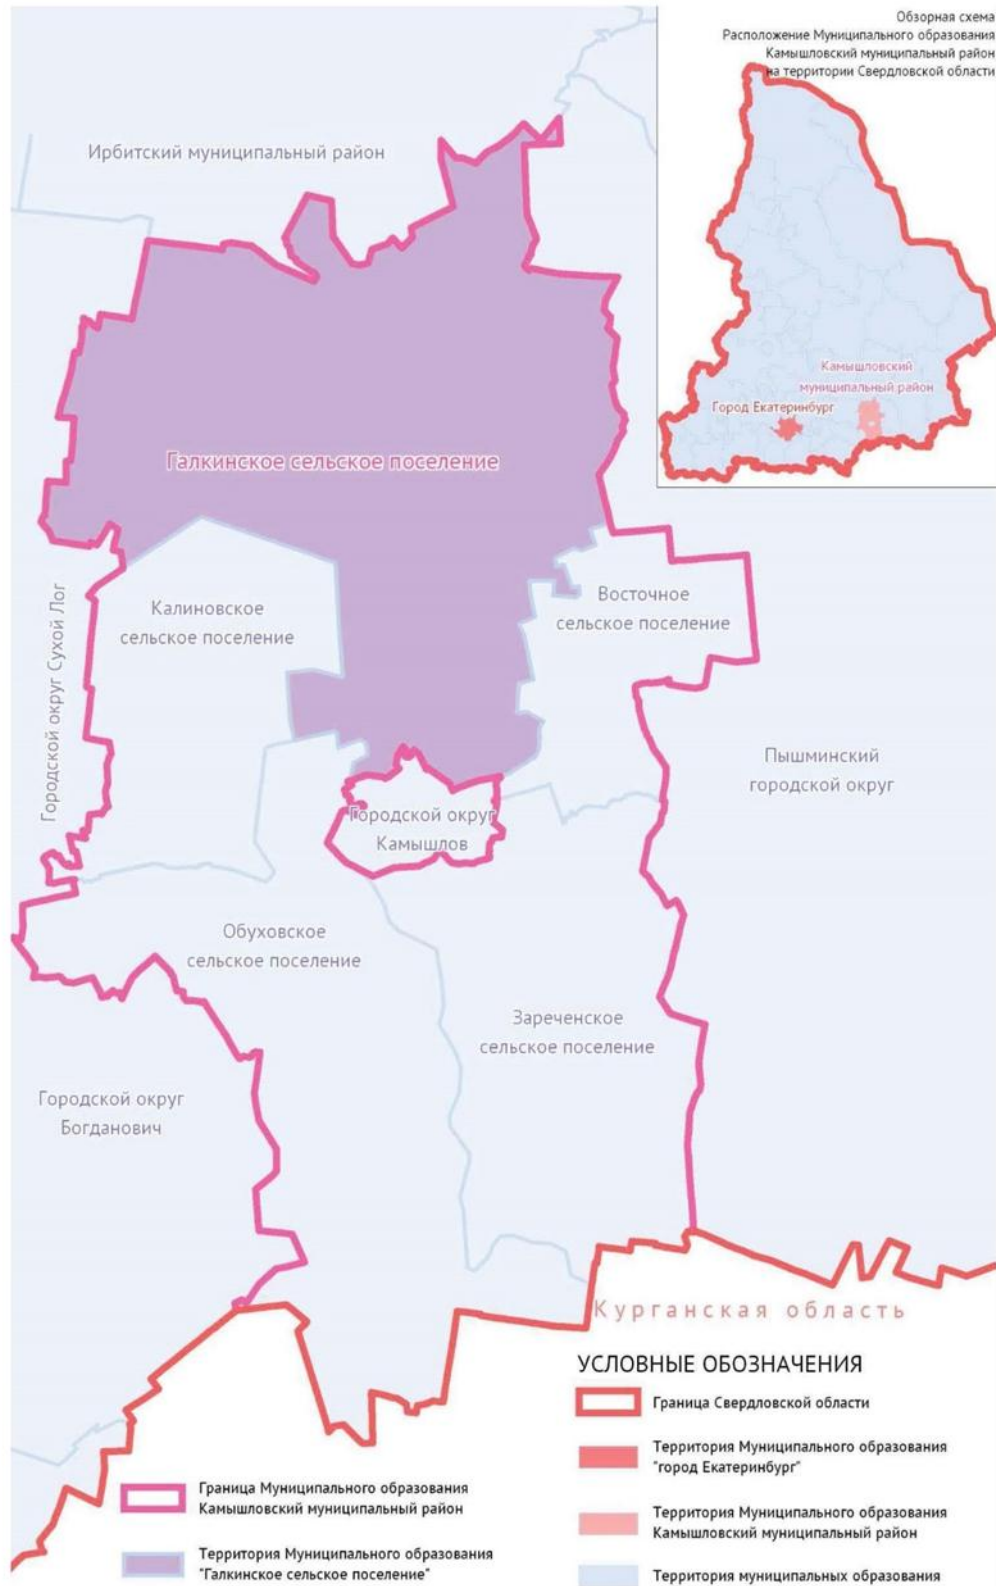 Обзорная схема
Расположение Муниципального образования
Камышловский муниципальный район
на территории Свердловской области
Ирбитский муниципальный район
Камышловский
муниципальный район
Город Екатеринбург
Галкинское сельское поселение
Городской округ Сухой Лог
Калиновское
сельское поселение
Восточное
сельское поселение
Пышминский
городской округ
Городской округ
Камышлов
Обуховское
сельское поселение
Зареченское
сельское поселение
Городской округ
Богданович
Курганская область
УСЛОВНЫЕ ОБОЗНАЧЕНИЯ
Граница Свердловской области
Территория Муниципального образования
"город Екатеринбург"
Граница Муниципального образования
Камышловский муниципальный район
Территория Муниципального образования
Камышловский муниципальный район
Территория Муниципального образования
"Галкинское сельское поселение"
Территория муниципальных образования